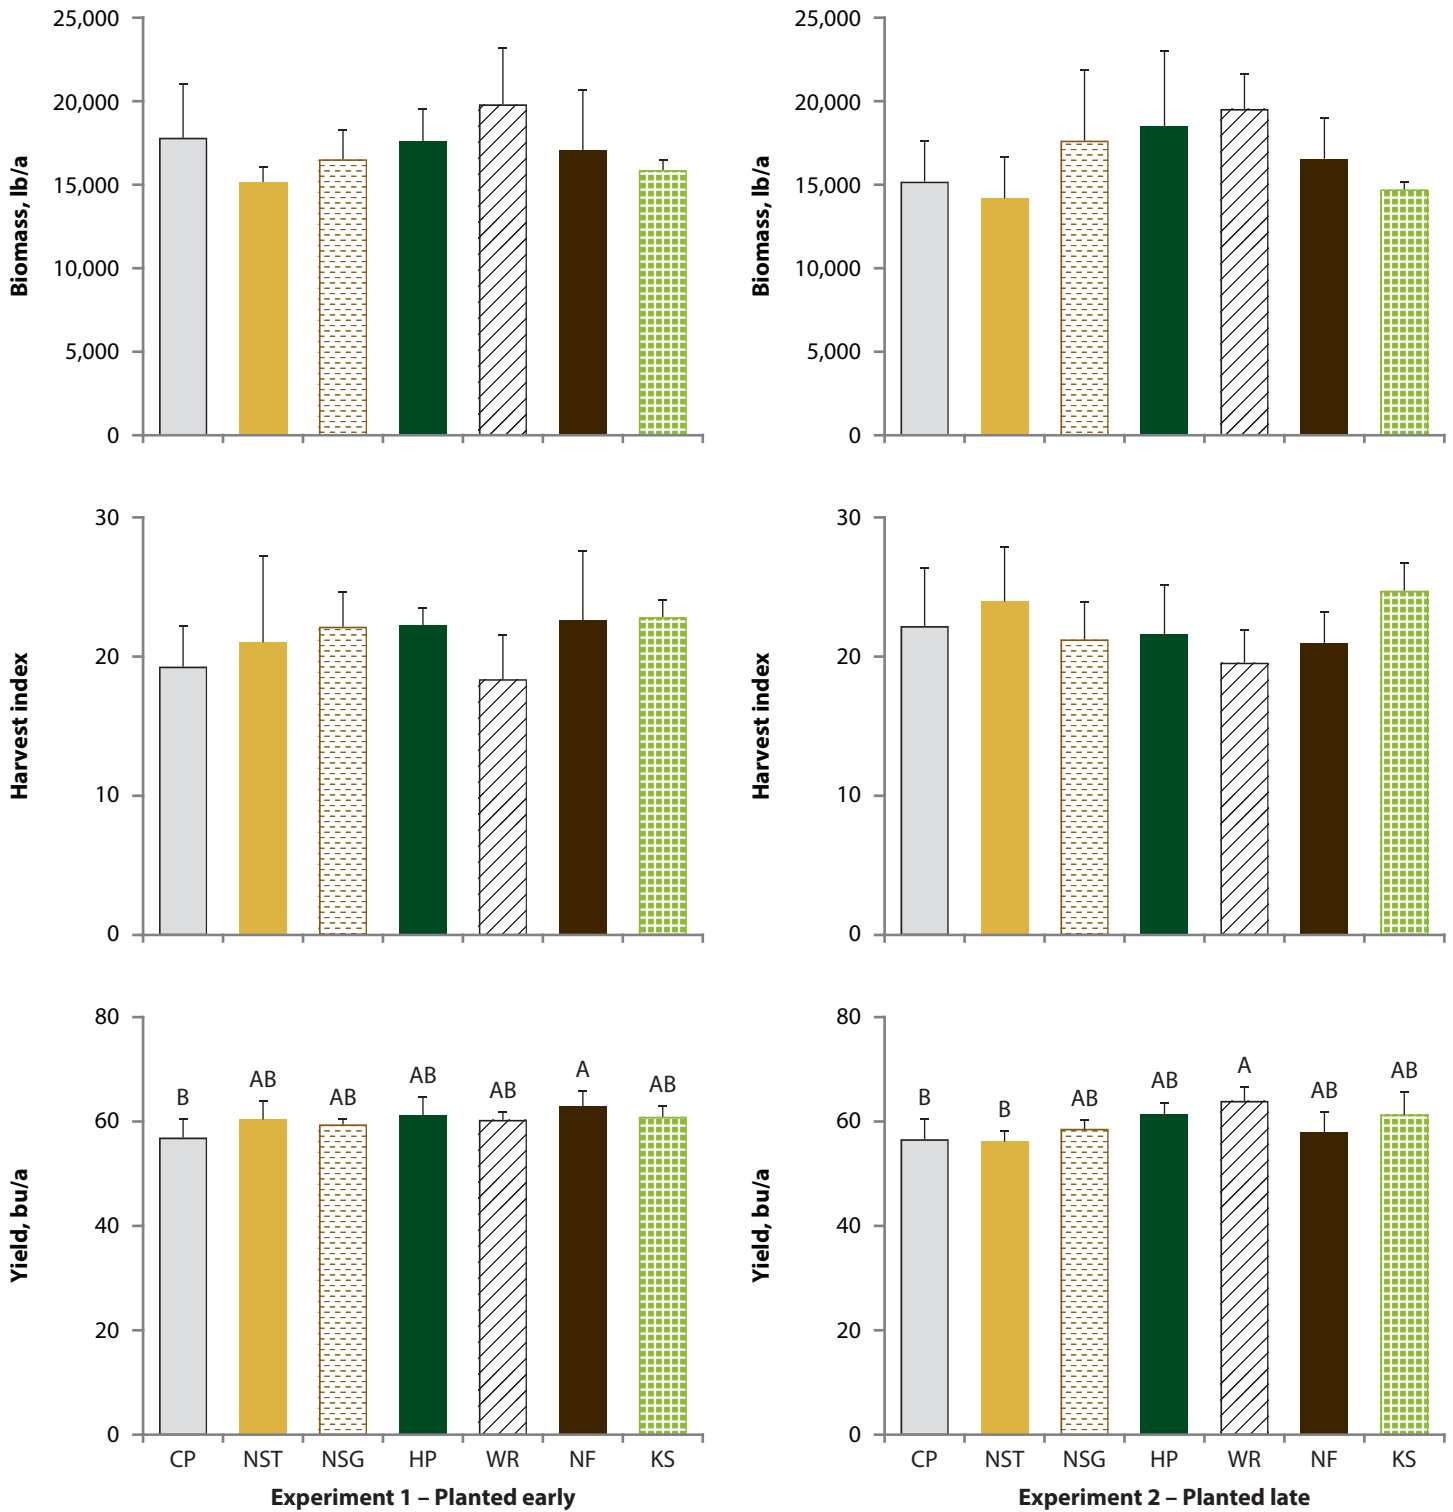 25,000
20,000
15,000
10,000
5,000
0
Biomass, lb/a
25,000
20,000
15,000
10,000
5,000
0
Biomass, lb/a
30
20
10
0
Harvest index
30
20
10
0
Harvest index
80
60
40
20
0
Yield, bu/a
B AB AB AB AB A AB
CP NST NSG HP WR NF KS
Experiment 1 – Planted early
80
60
40
20
0
Yield, bu/a
B B AB AB A AB AB
CP NST NSG HP WR NF KS
Experiment 2 – Planted late